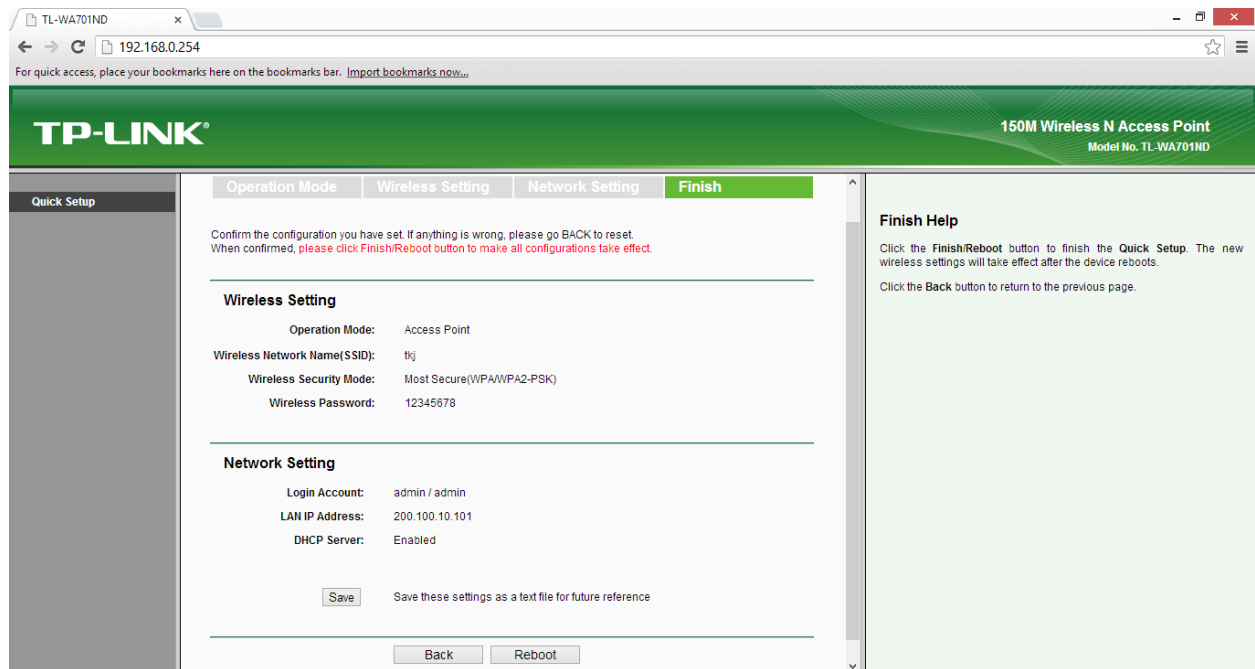 TL-WA701ND
192.168.0.254
For quick access, place your bookmarks here on the bookmarks bar. Import bookmarks now...
TP-LINK®
150M Wireless N Access Point
Model No. TL-WA701ND
Quick Setup
Operation Mode Wireless Setting Network Setting Finish
Confirm the configuration you have set. If anything is wrong, please go BACK to reset.
When confirmed, please click Finish/Reboot button to make all configurations take effect.
Wireless Setting
Operation Mode: Access Point
Wireless Network Name(SSID): tkj
Wireless Security Mode: Most Secure(WPA/WPA2-PSK)
Wireless Password: 12345678
Network Setting
Login Account: admin / admin
LAN IP Address: 200.100.10.101
DHCP Server: Enabled
Save Save these settings as a text file for future reference
Back Reboot
Finish Help
Click the Finish/Reboot button to finish the Quick Setup. The new
wireless settings will take effect after the device reboots.
Click the Back button to return to the previous page.